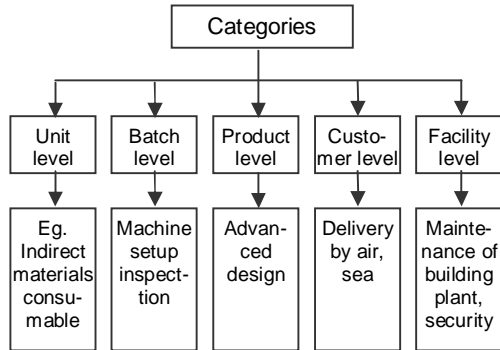 Categories
Unit
level
Batch
level
Product
level
Custo-
mer level
Facility
level
Eg.
Indirect
materials
consu-
mable
Machine
setup
inspect-
tion
Advan-
ced
design
Delivery
by air,
sea
Mainte-
nance of
building
plant,
security